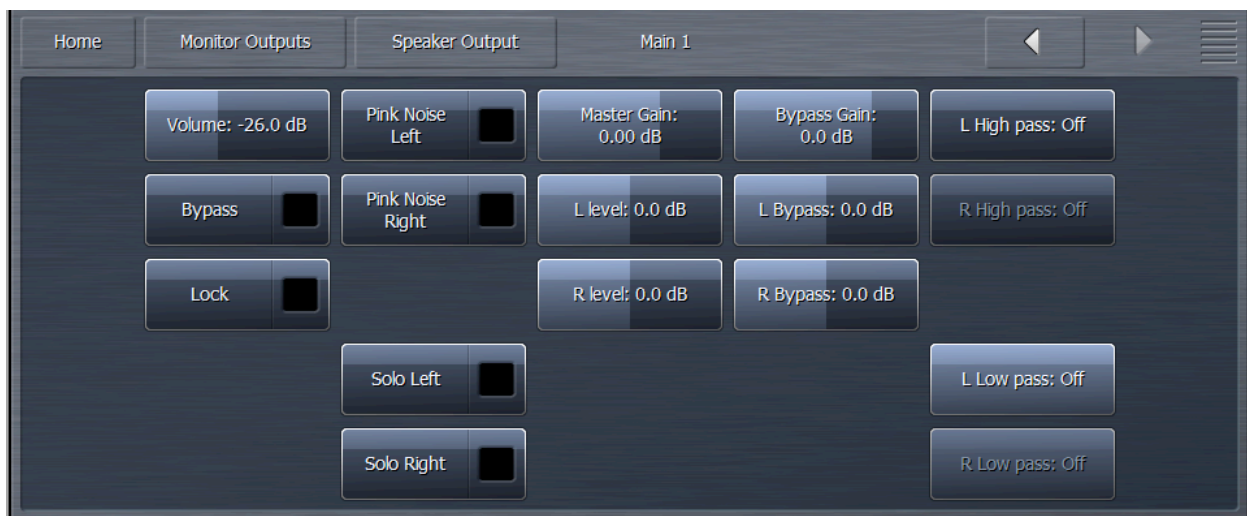 Home
Monitor Outputs
Speaker Output
Main 1
Volume: -26.0 dB
Pink Noise
Left
Master Gain:
0.00 dB
Bypass Gain:
0.0 dB
L High pass: Off
Bypass
Pink Noise
Right
L level: 0.0 dB
L Bypass: 0.0 dB
R High pass: Off
Lock
R level: 0.0 dB
R Bypass: 0.0 dB
Solo Left
L Low pass: Off
Solo Right
R Low pass: Off